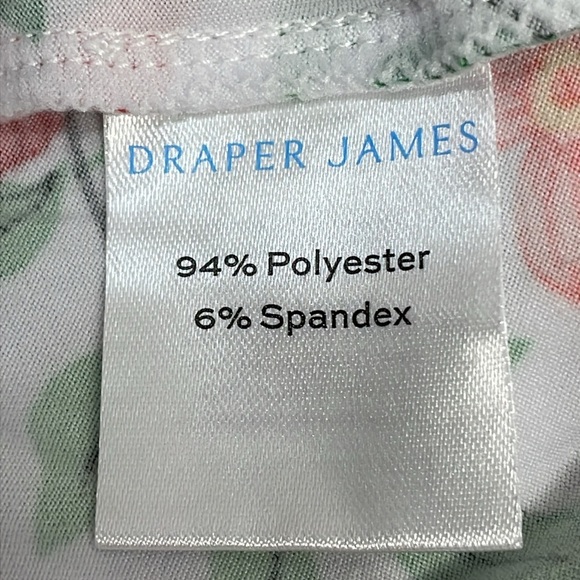 DRAPER JAMES
94% Polyester
6% Spandex